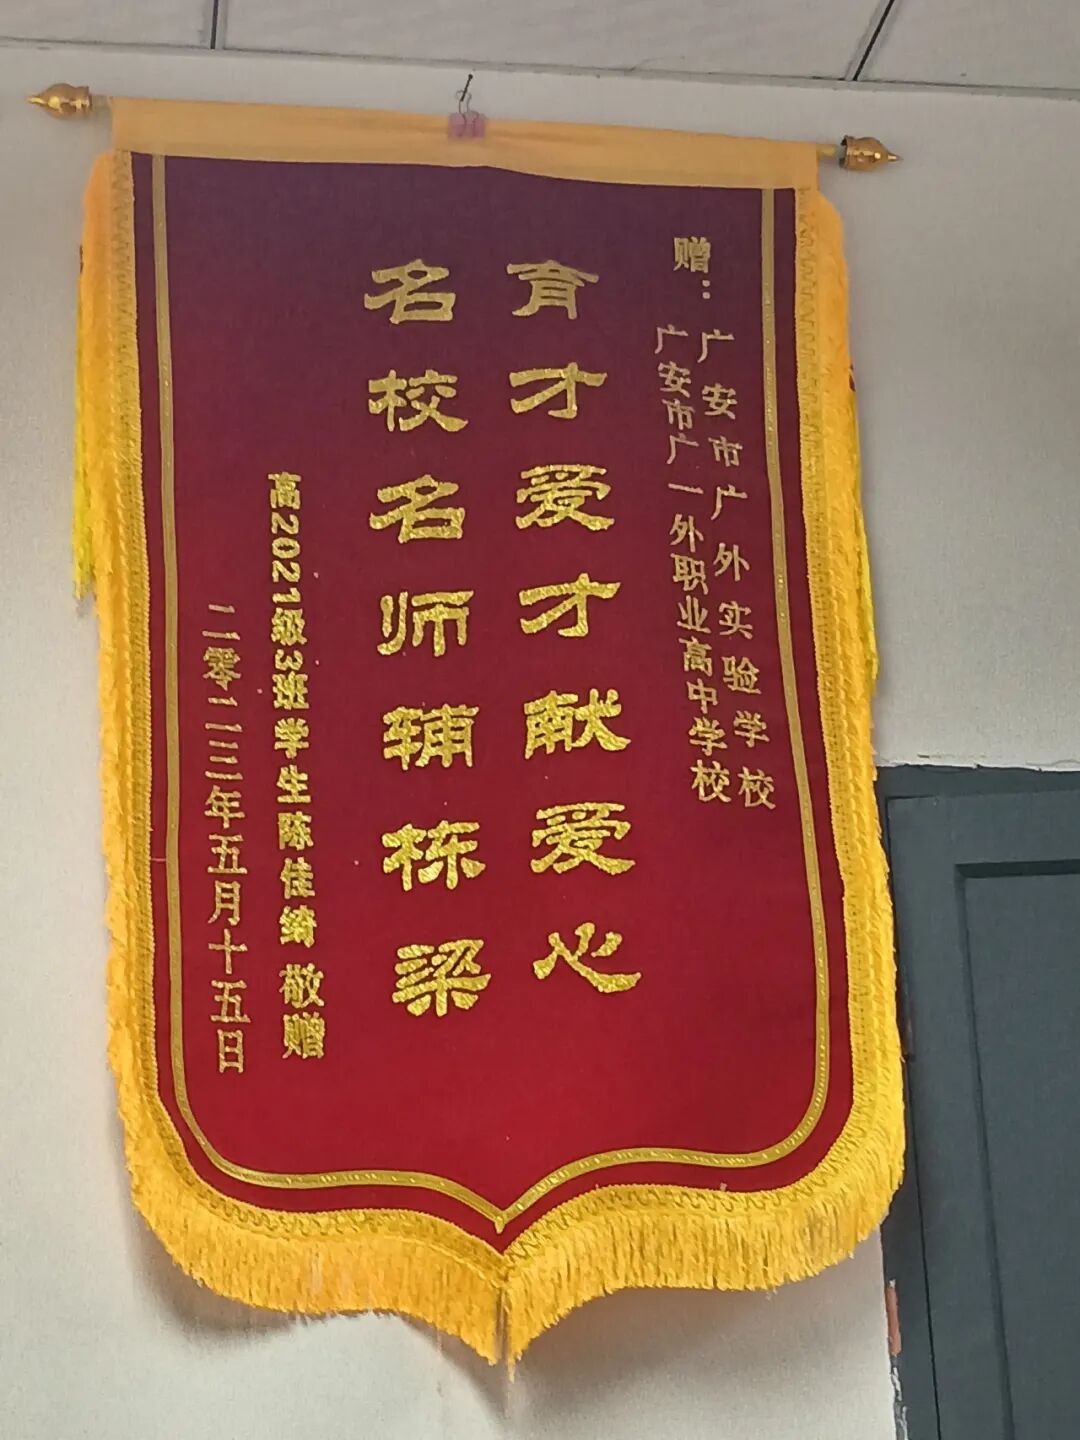 赠：广安市广外实验学校
广安市广一外职业高中学校
育才爱才献爱心
名校名师辅栋梁
高2021级3班学生陈佳绮 敬赠
二零二三年五月十五日